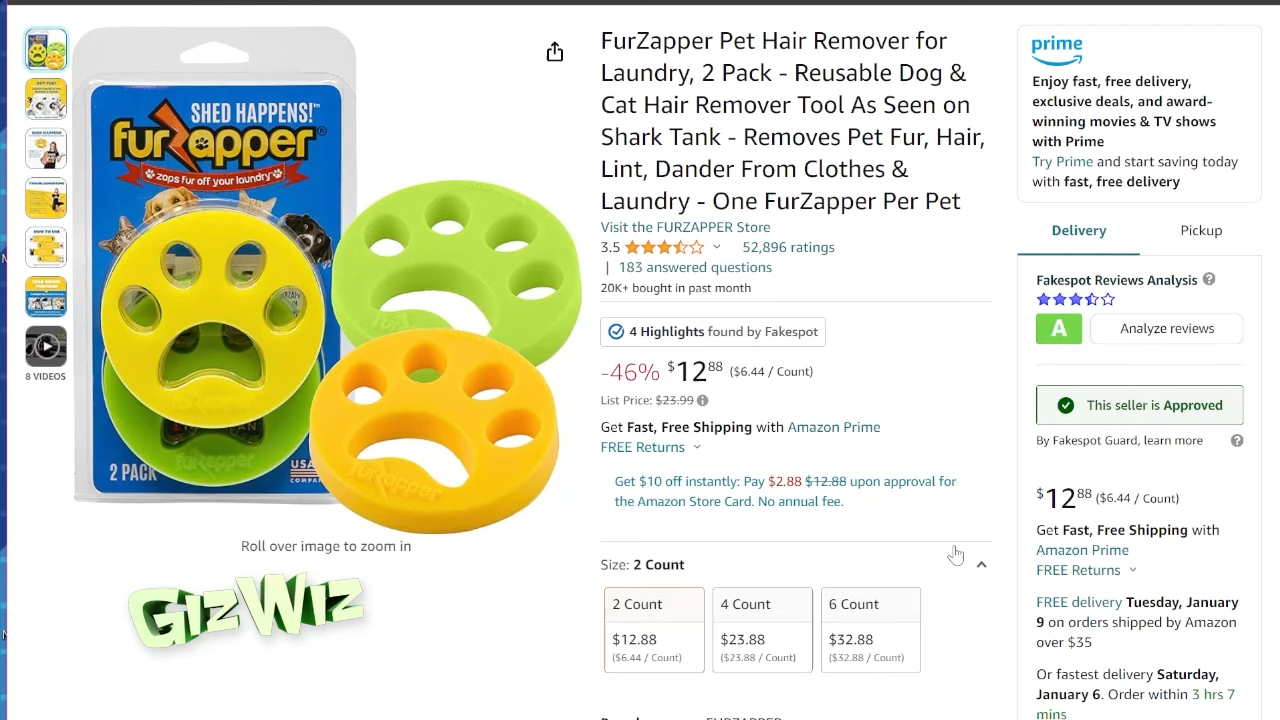 SHED HAPPENS!™
furzapper®
zaps fur off your laundry™
2 PACK
USA
COMPA
furzapper
furzapper
8 VIDEOS
Roll over image to zoom in
GizWiz
FurZapper Pet Hair Remover for
Laundry, 2 Pack - Reusable Dog &
Cat Hair Remover Tool As Seen on
Shark Tank - Removes Pet Fur, Hair,
Lint, Dander From Clothes &
Laundry - One FurZapper Per Pet
Visit the FURZAPPER Store
3.5 52,896 ratings
| 183 answered questions
20K+ bought in past month
4 Highlights found by Fakespot
-46% $12 88 ($6.44 / Count)
List Price: $23.99
Get Fast, Free Shipping with Amazon Prime
FREE Returns
Get $10 off instantly: Pay $2.88 $12.88 upon approval for
the Amazon Store Card. No annual fee.
Size: 2 Count
2 Count 4 Count 6 Count
$12.88 $23.88 $32.88
($6.44 / Count) ($23.88 / Count) ($32.88 / Count)
FURZAPPER
prime
Enjoy fast, free delivery,
exclusive deals, and award-
winning movies & TV shows
with Prime
Try Prime and start saving today
with fast, free delivery
Delivery Pickup
Fakespot Reviews Analysis
A Analyze reviews
This seller is Approved
By Fakespot Guard, learn more
$12 88 ($6.44 / Count)
Get Fast, Free Shipping with
Amazon Prime
FREE Returns
FREE delivery Tuesday, January
9 on orders shipped by Amazon
over $35
Or fastest delivery Saturday,
January 6. Order within 3 hrs 7
mins